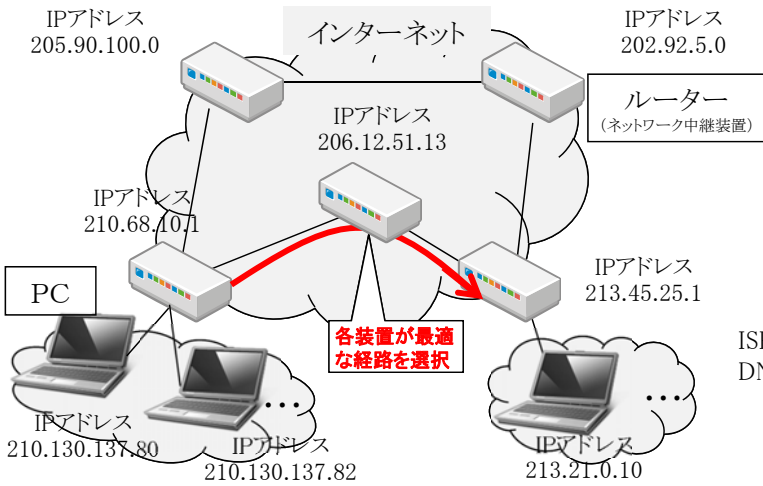 IPアドレス
205.90.100.0
インターネット
IPアドレス
202.92.5.0
ルーター
(ネットワーク中継装置)
IPアドレス
206.12.51.13
IPアドレス
210.68.10.1
IPアドレス
213.45.25.1
PC
各装置が最適
な経路を選択
ISP
DN
・・・
・・・
IPアドレス
210.130.137.80
IPアドレス
210.130.137.82
IPアドレス
213.21.0.10